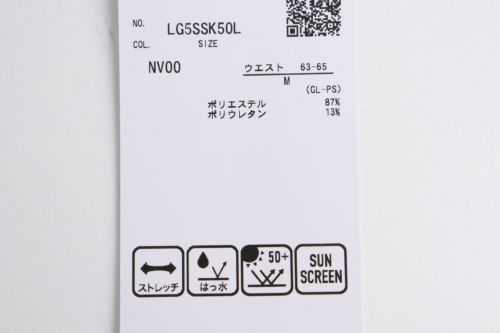 NO. LG5SSK50L
COL. SIZE
NV00 ウエスト 63-65
M
(GL-PS)
ポリエステル 87%
ポリウレタン 13%
50+ SUN
SCREEN
ストレッチ はっ水